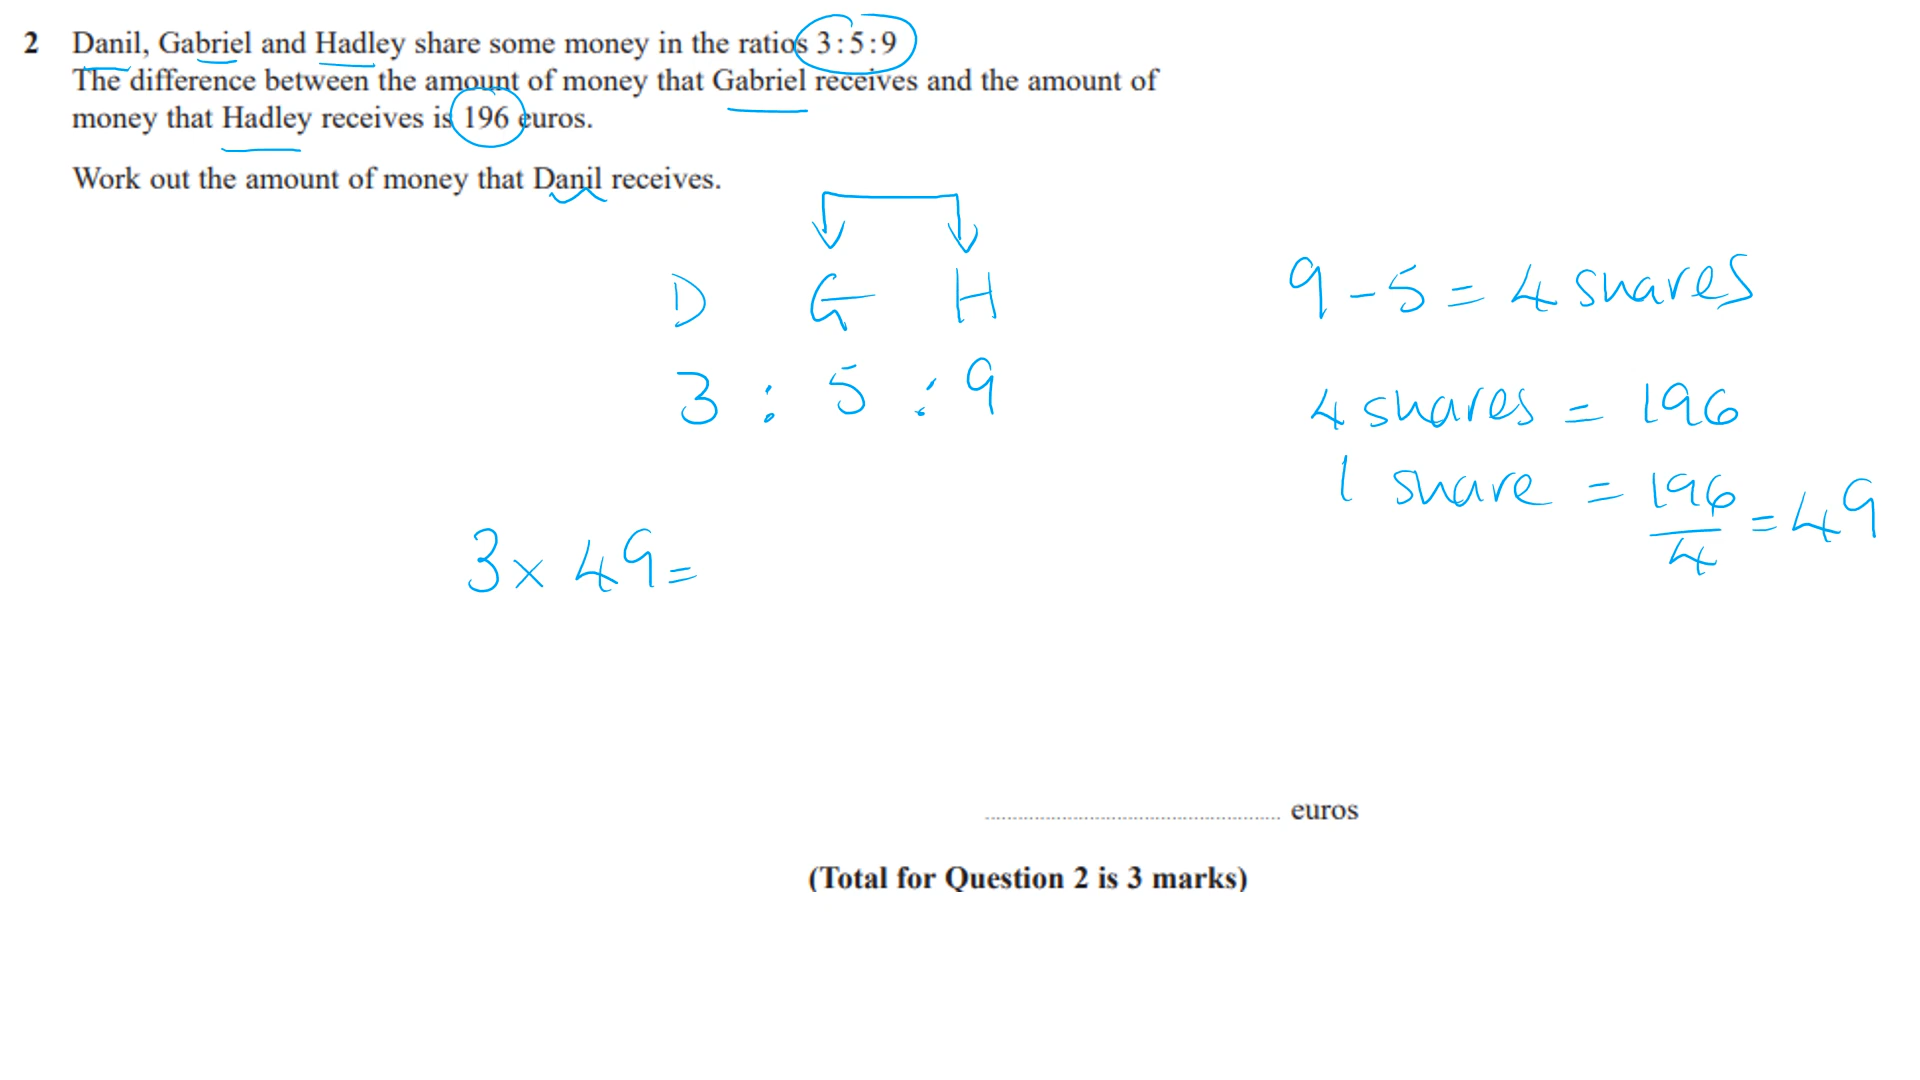 2 Danil, Gabriel and Hadley share some money in the ratios 3 : 5 : 9
The difference between the amount of money that Gabriel receives and the amount of
money that Hadley receives is 196 euros.
Work out the amount of money that Danil receives.
D G H
3 : 5 : 9
9 - 5 = 4 shares
4 shares = 196
1 share = 196/4 = 49
3 × 49 =
euros
(Total for Question 2 is 3 marks)